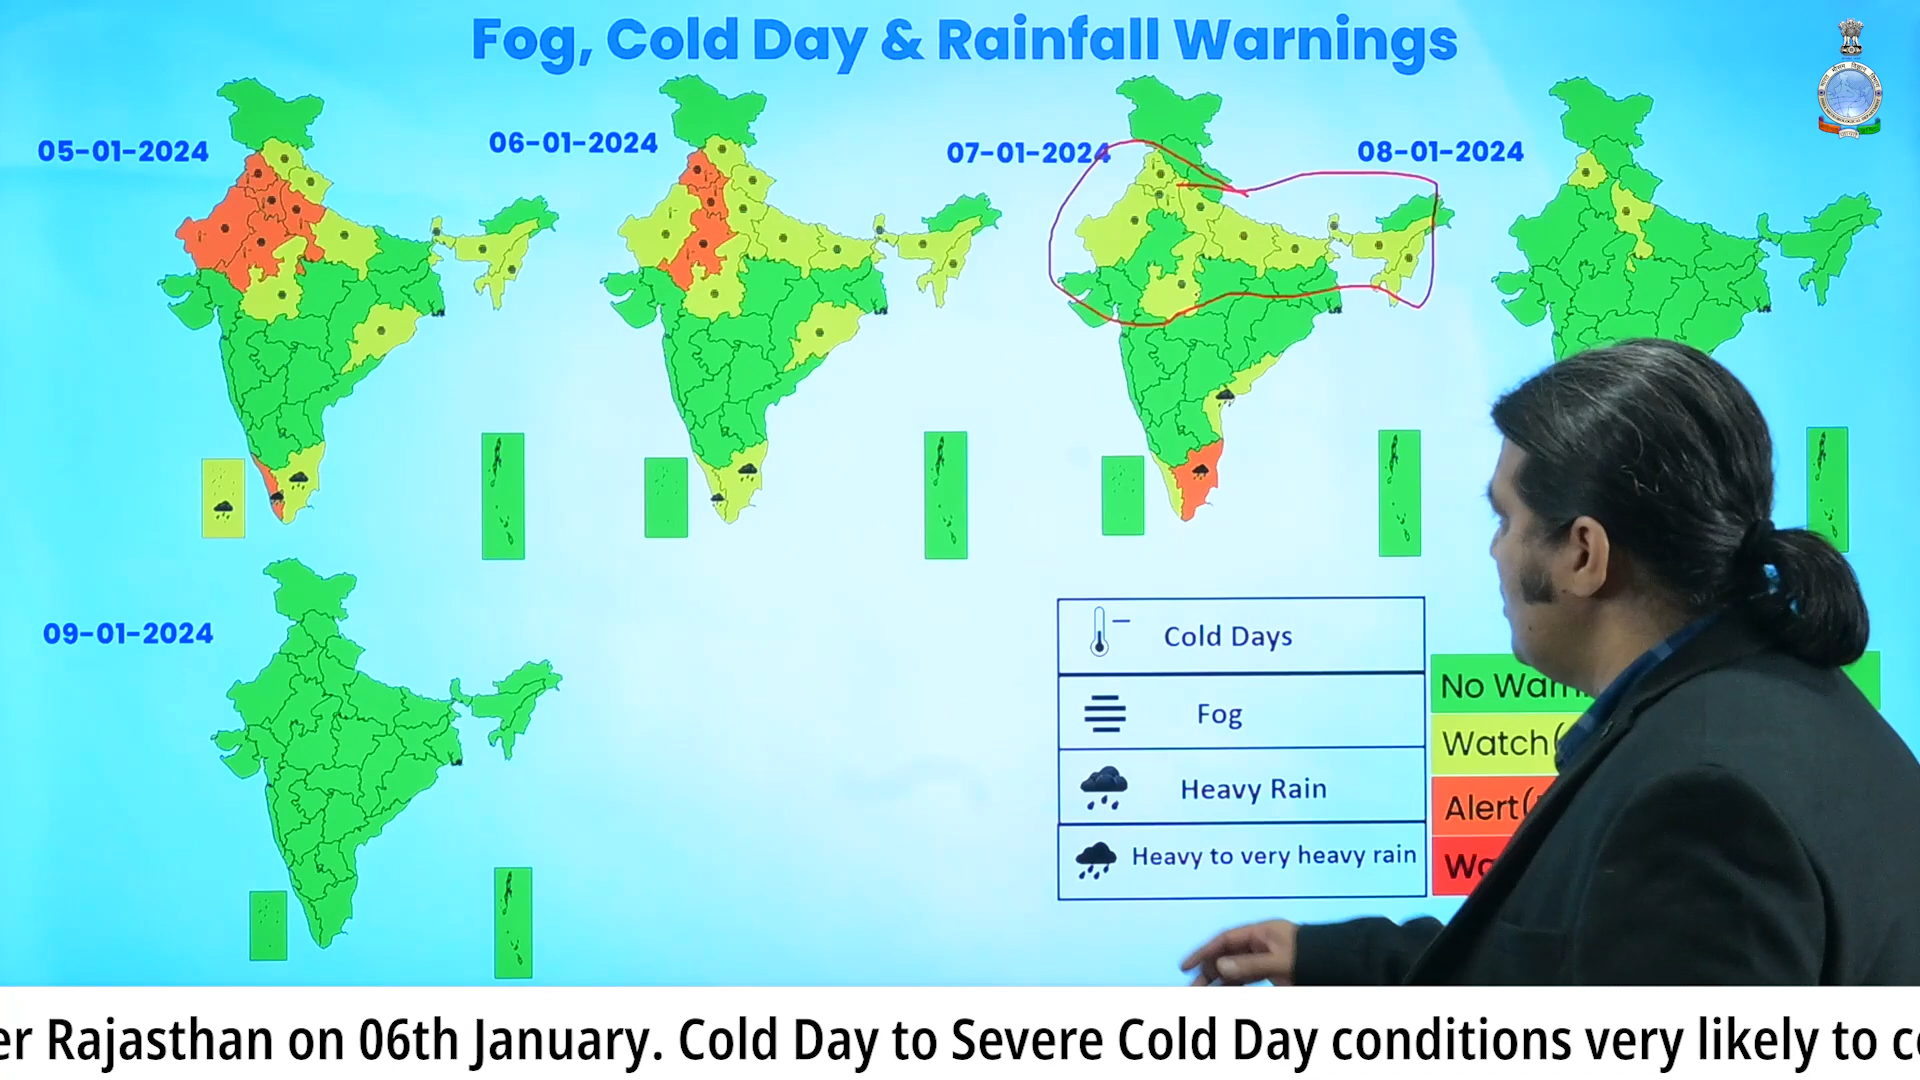 Fog, Cold Day & Rainfall Warnings
05-01-2024
06-01-2024
07-01-2024
08-01-2024
09-01-2024
Cold Days
Fog
Heavy Rain
Heavy to very heavy rain
No
Watch(
Alert(
er Rajasthan on 06th January. Cold Day to Severe Cold Day conditions very likely to c